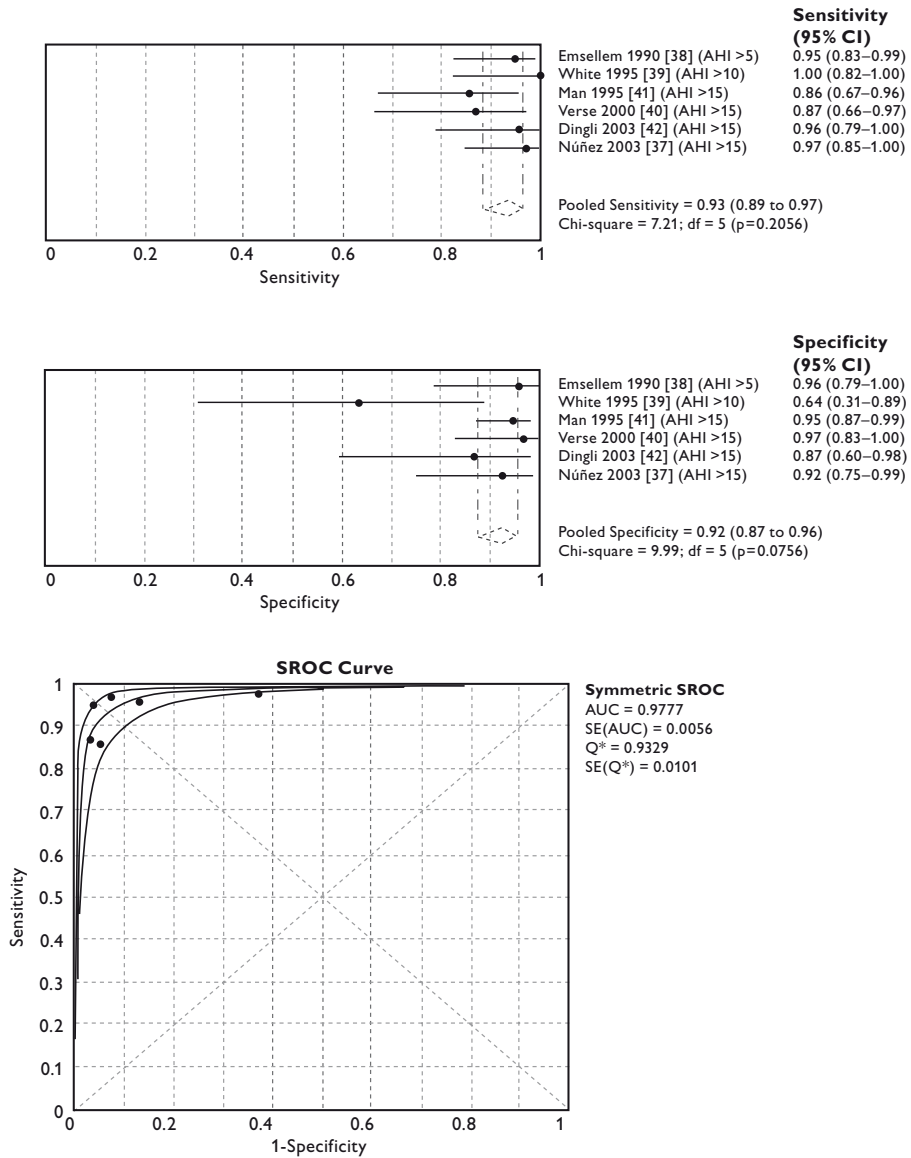 Sensitivity
(95% CI)
Emsellem 1990 [38] (AHI >5) 0.95 (0.83–0.99)
White 1995 [39] (AHI >10) 1.00 (0.82–1.00)
Man 1995 [41] (AHI >15) 0.86 (0.67–0.96)
Verse 2000 [40] (AHI >15) 0.87 (0.66–0.97)
Dingli 2003 [42] (AHI >15) 0.96 (0.79–1.00)
Núñez 2003 [37] (AHI >15) 0.97 (0.85–1.00)
Pooled Sensitivity = 0.93 (0.89 to 0.97)
Chi-square = 7.21; df = 5 (p=0.2056)
0 0.2 0.4 0.6 0.8 1
Sensitivity
Specificity
(95% CI)
Emsellem 1990 [38] (AHI >5) 0.96 (0.79–1.00)
White 1995 [39] (AHI >10) 0.64 (0.31–0.89)
Man 1995 [41] (AHI >15) 0.95 (0.87–0.99)
Verse 2000 [40] (AHI >15) 0.97 (0.83–1.00)
Dingli 2003 [42] (AHI >15) 0.87 (0.60–0.98)
Núñez 2003 [37] (AHI >15) 0.92 (0.75–0.99)
Pooled Specificity = 0.92 (0.87 to 0.96)
Chi-square = 9.99; df = 5 (p=0.0756)
0 0.2 0.4 0.6 0.8 1
Specificity
SROC Curve
Symmetric SROC
AUC = 0.9777
SE(AUC) = 0.0056
Q* = 0.9329
SE(Q*) = 0.0101
1
0.9
0.8
0.7
0.6
0.5
0.4
0.3
0.2
0.1
0
Sensitivity
0 0.2 0.4 0.6 0.8 1
1-Specificity